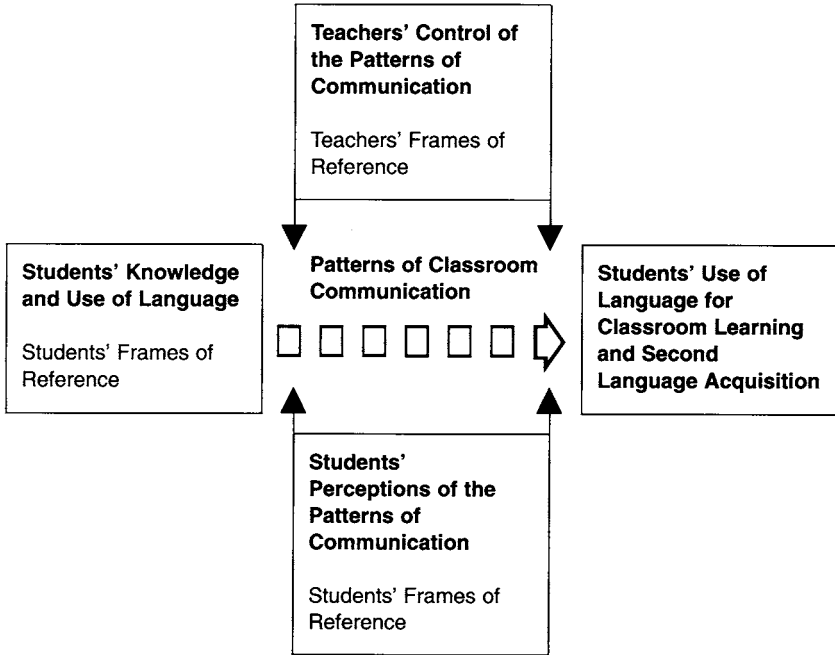 Teachers' Control of
the Patterns of
Communication
Teachers' Frames of
Reference
Students' Knowledge
and Use of Language
Students' Frames of
Reference
Patterns of Classroom
Communication
Students' Use of
Language for
Classroom Learning
and Second
Language Acquisition
Students'
Perceptions of the
Patterns of
Communication
Students' Frames of
Reference